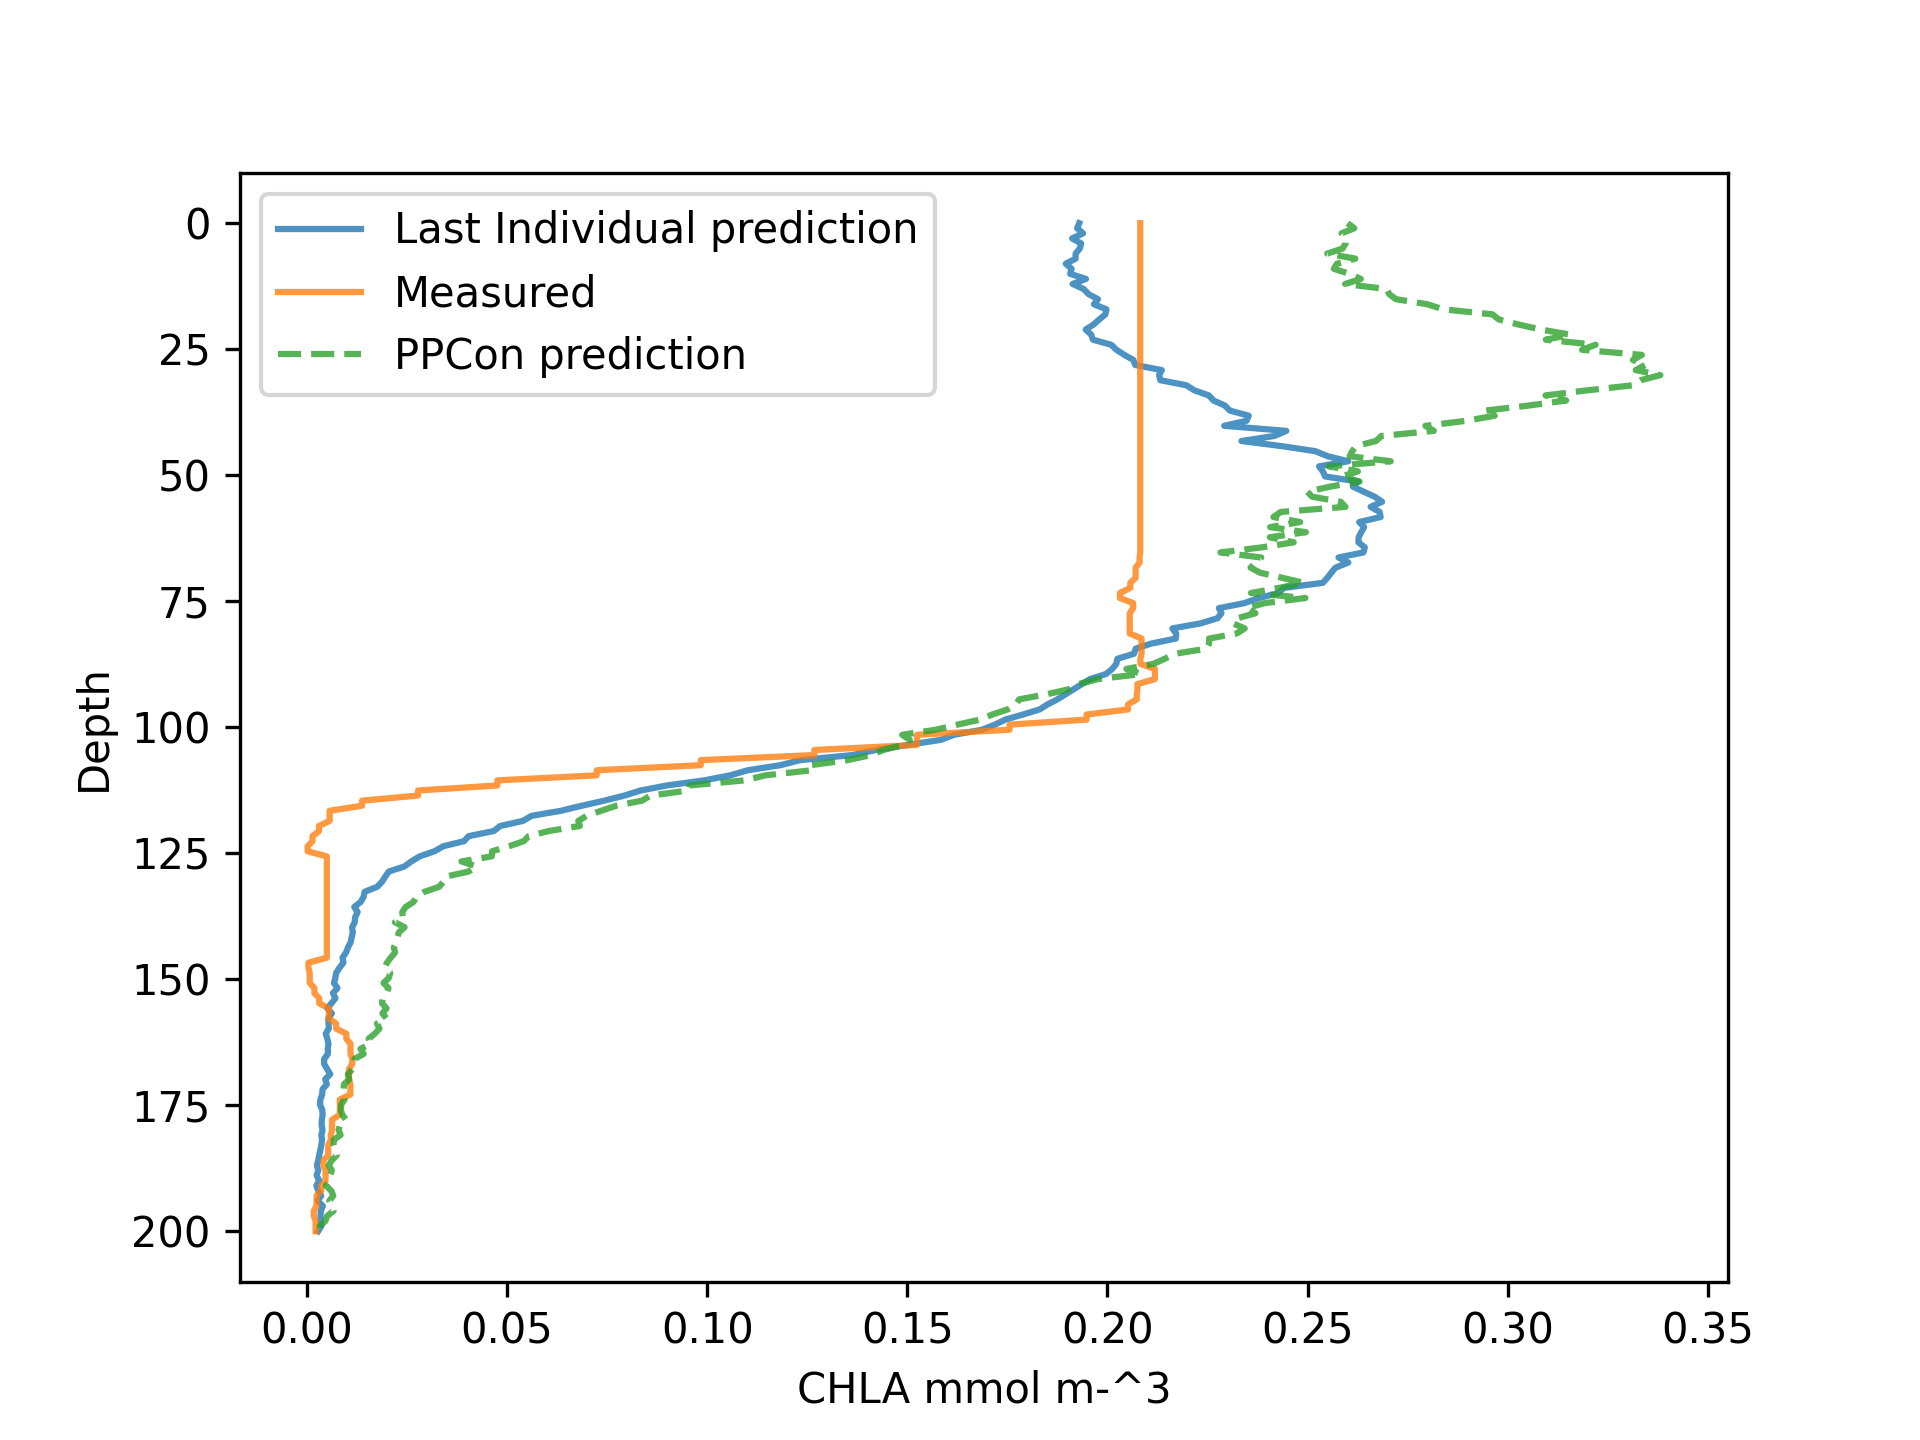 Last Individual prediction
Measured
PPCon prediction
0
25
50
75
100
125
150
175
200
Depth
0.00 0.05 0.10 0.15 0.20 0.25 0.30 0.35
CHLA mmol m-^3